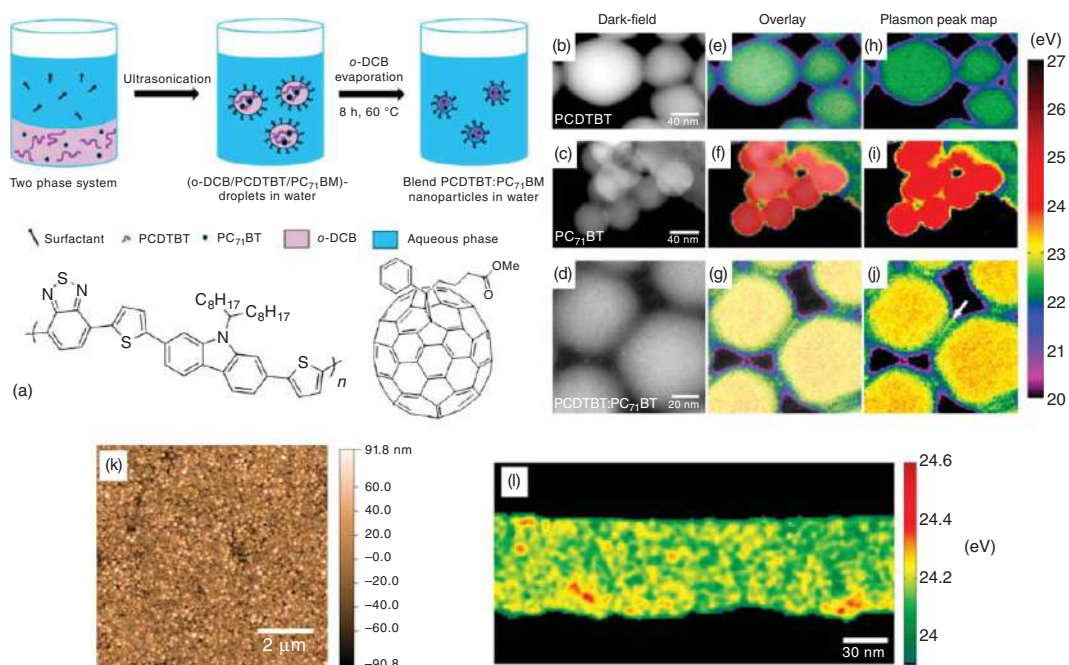 Ultrasonication
o-DCB
evaporation
8 h, 60 °C
Two phase system
(o-DCB/PCDTBT/PC71BM)-
droplets in water
Blend PCDTBT:PC71BM
nanoparticles in water
Surfactant
PCDTBT
PC71BT
o-DCB
Aqueous phase
N
S
N
S
C8H17
C8H17
N
S
n
OMe
O
(a)
Dark-field
Overlay
Plasmon peak map
(eV)
(b)
PCDTBT
40 nm
(e)
(h)
(c)
PC71BT
40 nm
(f)
(i)
(d)
PCDTBT:PC71BT
20 nm
(g)
(j)
27
26
25
24
23
22
21
20
(k)
2 µm
91.8 nm
60.0
40.0
20.0
−0.0
−20.0
−40.0
−60.0
−90.8
(l)
30 nm
24.6
24.4
24.2
24
(eV)